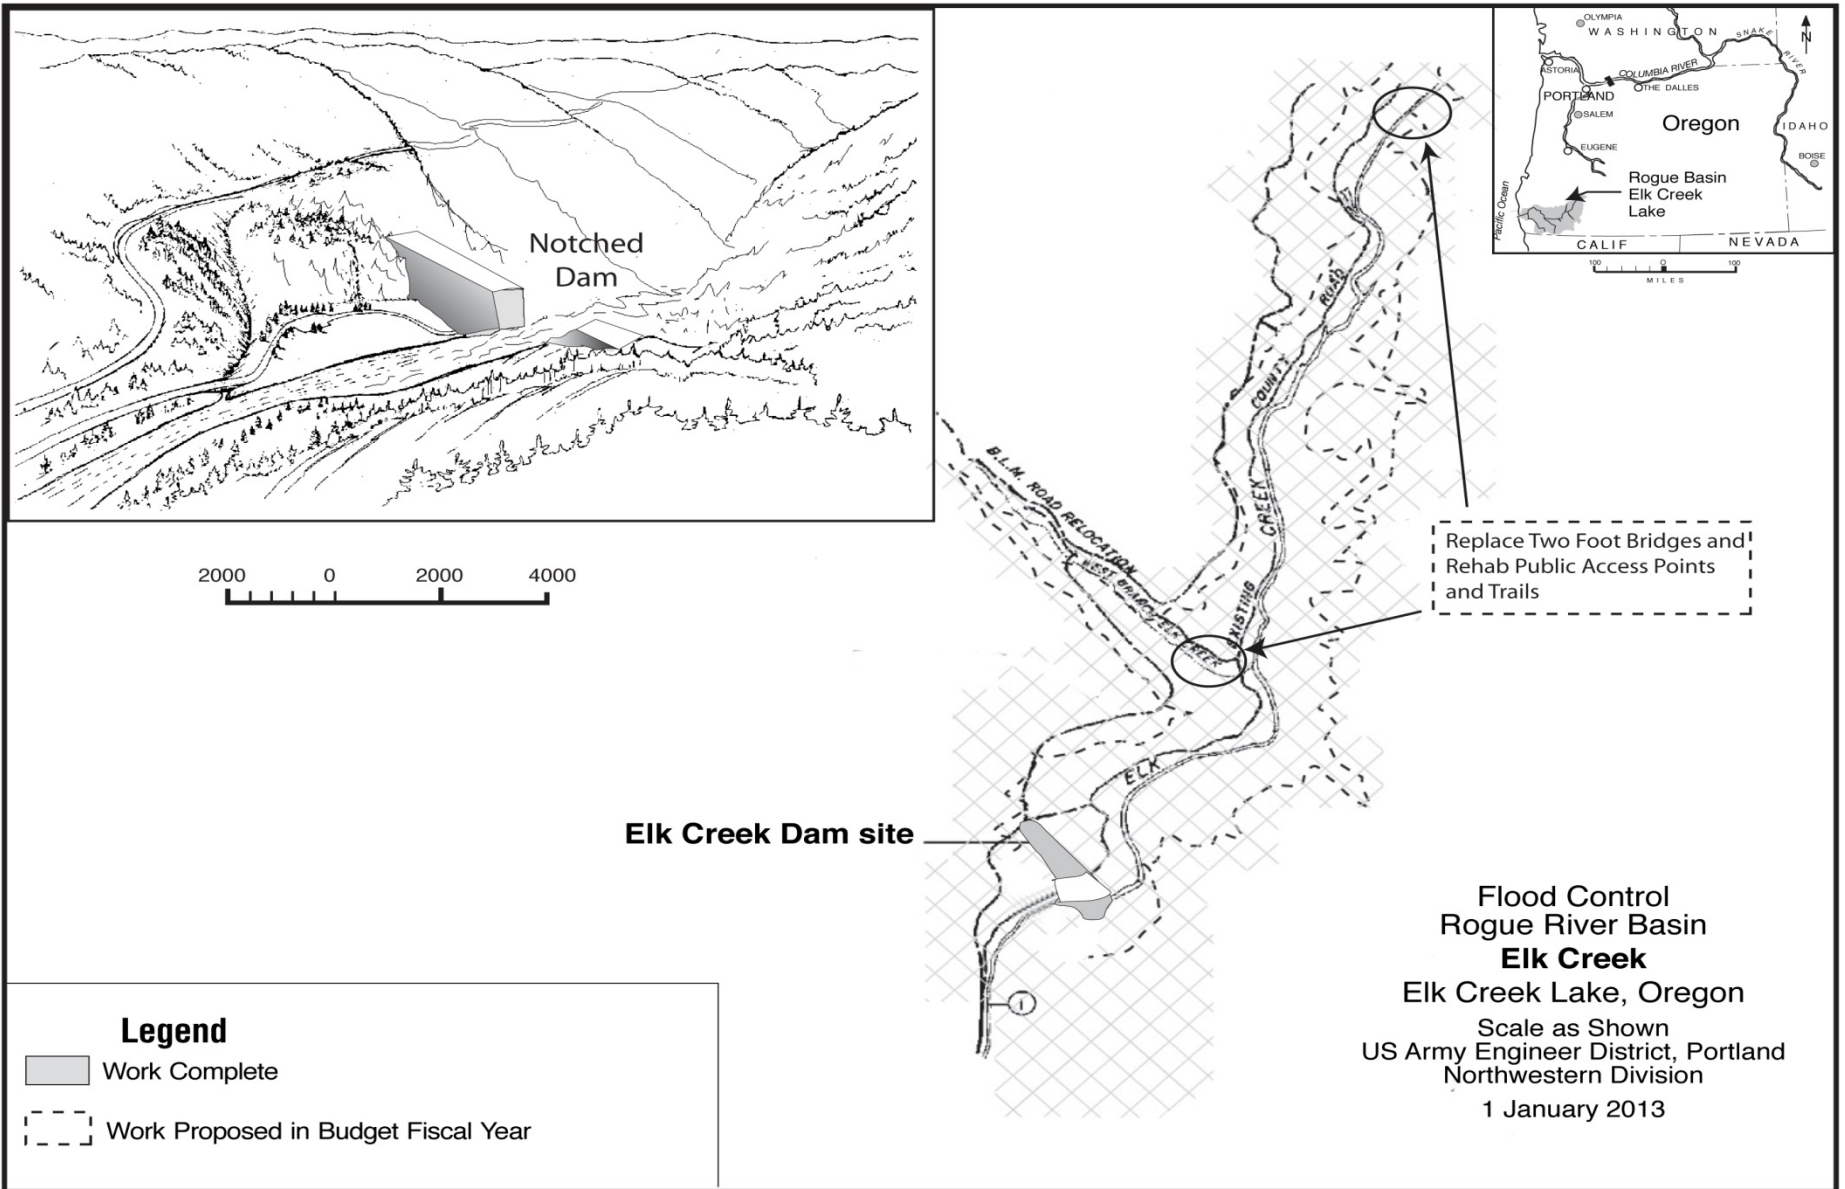 Notched
Dam
2000 0 2000 4000
OLYMPIA
WASHINGTON
SNAKE RIVER
N
ASTORIA
COLUMBIA RIVER
THE DALLES
PORTLAND
SALEM
Oregon
IDAHO
EUGENE
BOISE
Rogue Basin
Elk Creek
Lake
Pacific Ocean
CALIF
NEVADA
100 0 100
MILES
EXISTING COUNTY ROAD
CREEK
B.L.M. ROAD RELOCATION
WEST BRANCH ELK CREEK
Replace Two Foot Bridges and
Rehab Public Access Points
and Trails
ELK
Elk Creek Dam site
1
Legend
Work Complete
Work Proposed in Budget Fiscal Year
Flood Control
Rogue River Basin
Elk Creek
Elk Creek Lake, Oregon
Scale as Shown
US Army Engineer District, Portland
Northwestern Division
1 January 2013